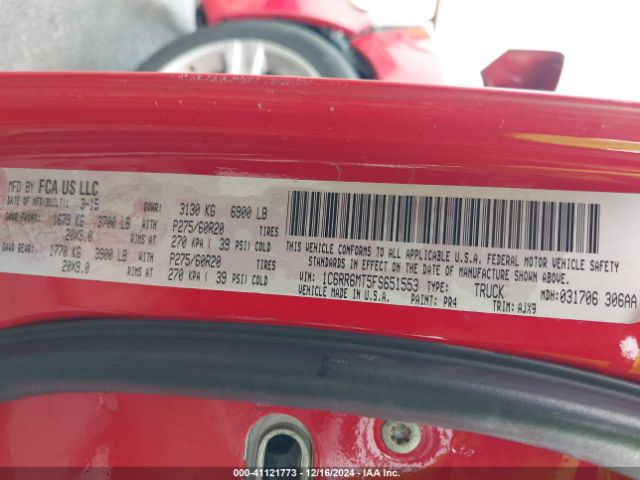 MFD BY FCA US LLC
DATE OF MFR(BUILT): 3-15 GVWR: 3130 KG 6900 LB
GAWR FRONT: 1679 KG 3700 LB WITH P275/60R20 TIRES
20X9.0 RIMS AT 270 KPA ( 39 PSI) COLD
GAWR REAR: 1770 KG 3900 LB WITH P275/60R20 TIRES
20X9.0 RIMS AT 270 KPA ( 39 PSI) COLD
THIS VEHICLE CONFORMS TO ALL APPLICABLE U.S.A. FEDERAL MOTOR VEHICLE SAFETY
STANDARDS IN EFFECT ON THE DATE OF MANUFACTURE SHOWN ABOVE.
VIN: 1C6RR6MT5FS651553 TYPE: TRUCK
VEHICLE MADE IN U.S.A. PAINT: PR4 TRIM: AJX9 MDH: 031706 306AA
000-41121773 - 12/16/2024 - IAA Inc.